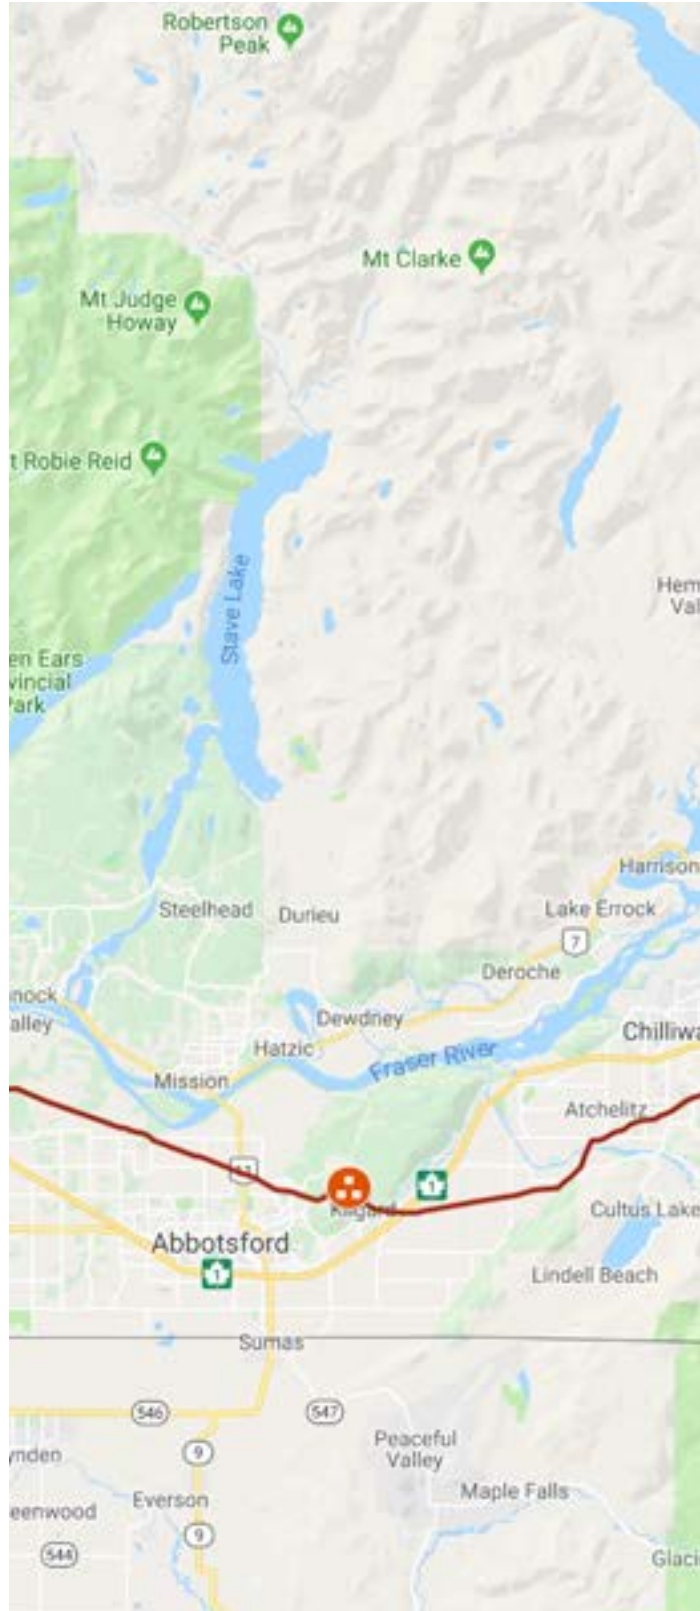 Robertson
Peak
Mt Clarke
Mt Judge
Howay
t Robie Reid
Stave Lake
Hem
Val
en Ears
vincial
Park
Harrison
Steelhead
Durieu
Lake Errock
7
Deroche
nock
alley
Dewdney
Chilliwa
Hatzic
Fraser River
Mission
Atchelitz
11
1
Kilgard
Cultus Lake
Abbotsford
1
Lindell Beach
Sumas
546
547
9
Peaceful
Valley
ynden
Maple Falls
Everson
eenwood
9
544
Glaci